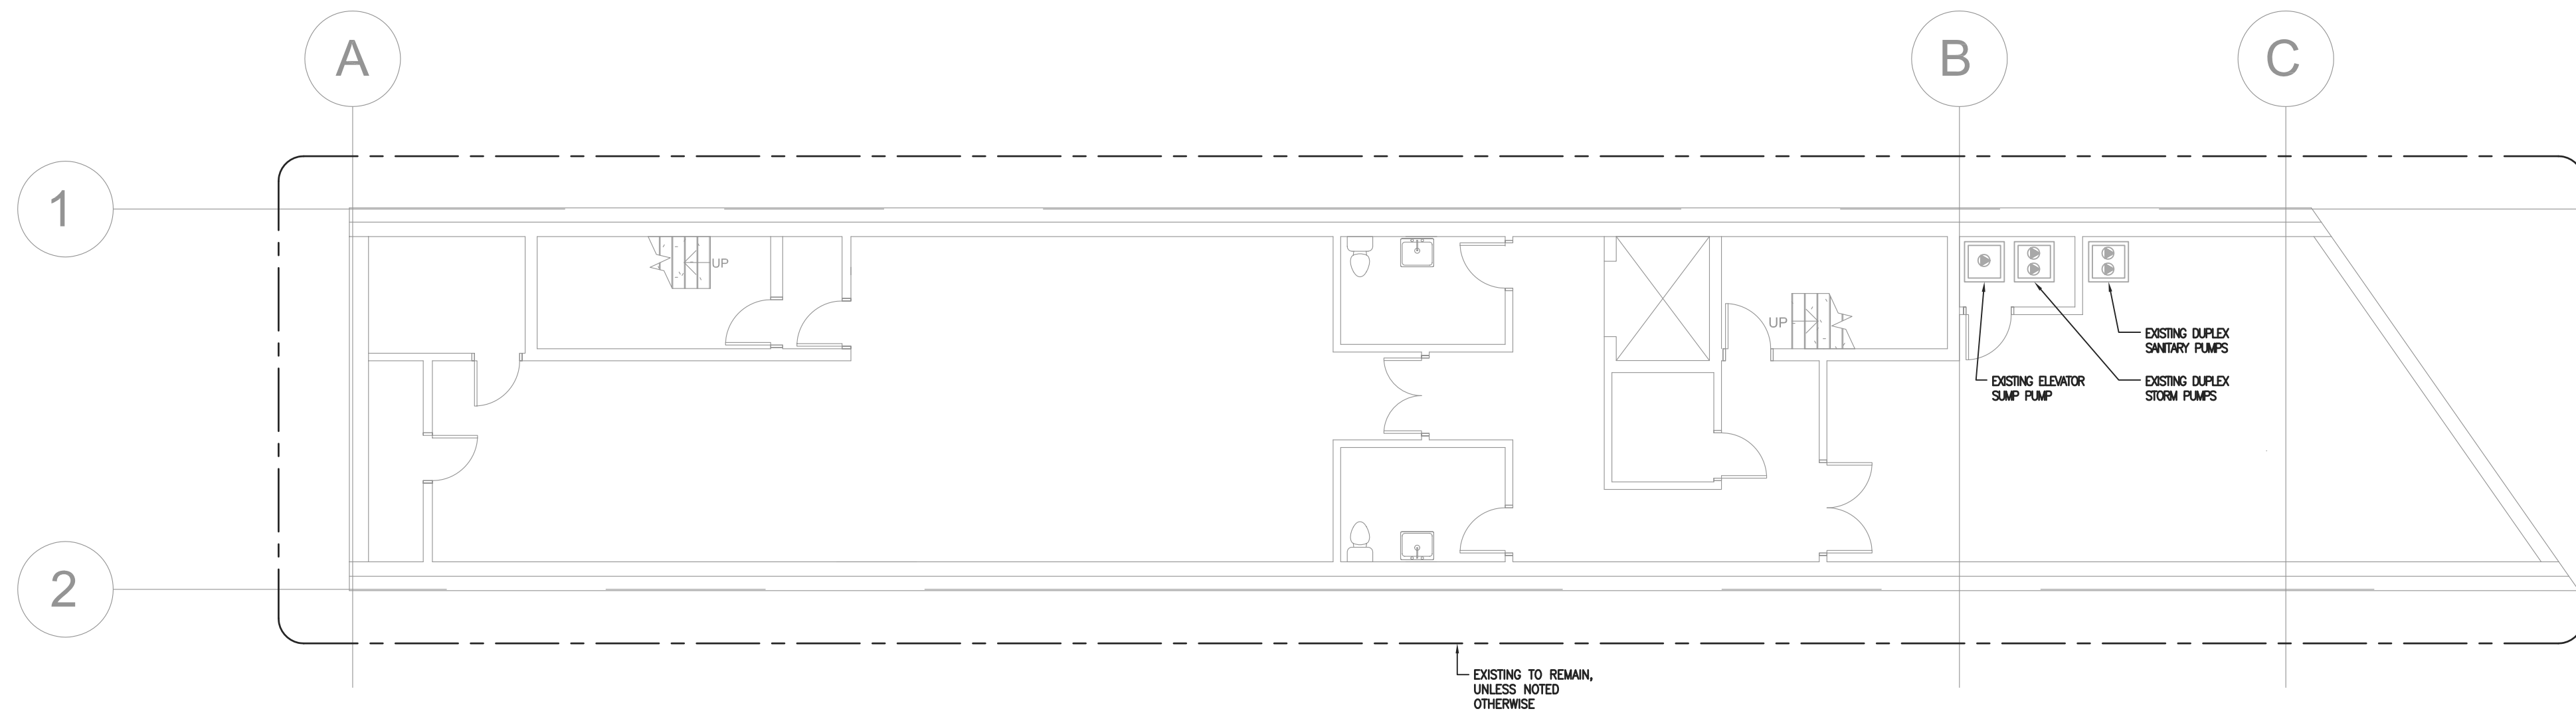 A
B
C
1
UP
UP
EXISTING DUPLEX
SANITARY PUMPS
EXISTING ELEVATOR
SUMP PUMP
EXISTING DUPLEX
STORM PUMPS
2
EXISTING TO REMAIN,
UNLESS NOTED
OTHERWISE